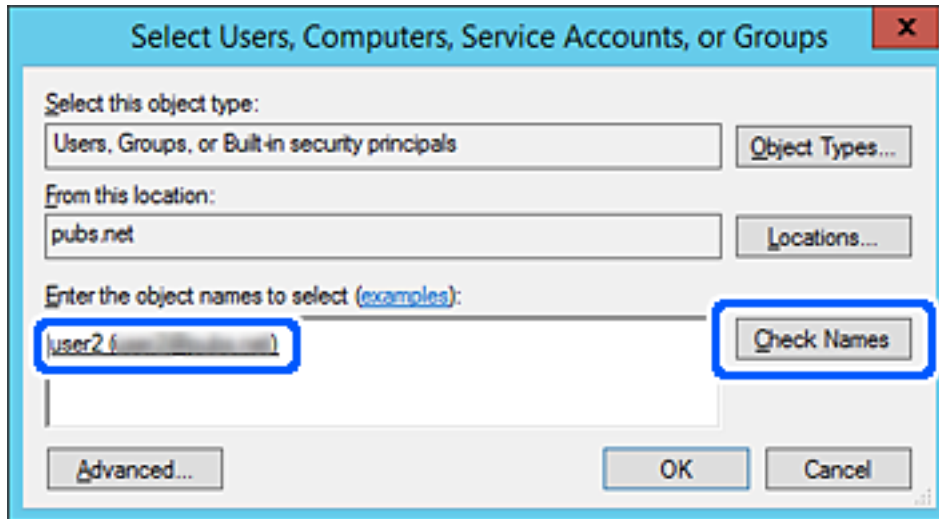 Select Users, Computers, Service Accounts, or Groups
x
Select this object type:
Users, Groups, or Built-in security principals
Object Types...
From this location:
pubs.net
Locations...
Enter the object names to select (examples):
user2 ( )
Check Names
Advanced...
OK
Cancel